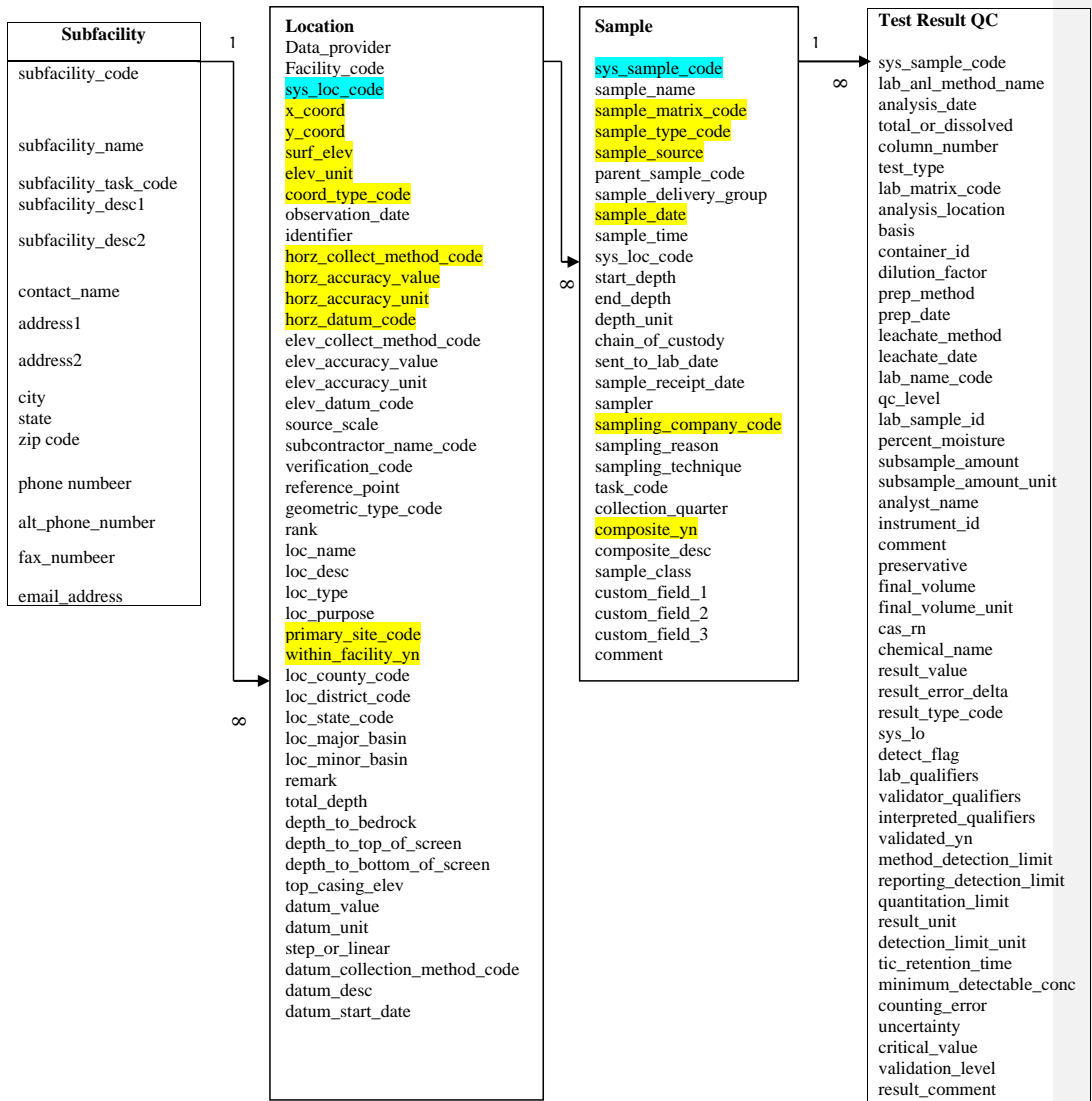 Subfacility
subfacility_code
subfacility_name
subfacility_task_code
subfacility_desc1
subfacility_desc2
contact_name
address1
address2
city
state
zip code
phone numbeer
alt_phone_number
fax_numbeer
email_address
1
∞
Location
Data_provider
Facility_code
sys_loc_code
x_coord
y_coord
surf_elev
elev_unit
coord_type_code
observation_date
identifier
horz_collect_method_code
horz_accuracy_value
horz_accuracy_unit
horz_datum_code
elev_collect_method_code
elev_accuracy_value
elev_accuracy_unit
elev_datum_code
source_scale
subcontractor_name_code
verification_code
reference_point
geometric_type_code
rank
loc_name
loc_desc
loc_type
loc_purpose
primary_site_code
within_facility_yn
loc_county_code
loc_district_code
loc_state_code
loc_major_basin
loc_minor_basin
remark
total_depth
depth_to_bedrock
depth_to_top_of_screen
depth_to_bottom_of_screen
top_casing_elev
datum_value
datum_unit
step_or_linear
datum_collection_method_code
datum_desc
datum_start_date
∞
Sample
sys_sample_code
sample_name
sample_matrix_code
sample_type_code
sample_source
parent_sample_code
sample_delivery_group
sample_date
sample_time
sys_loc_code
start_depth
end_depth
depth_unit
chain_of_custody
sent_to_lab_date
sample_receipt_date
sampler
sampling_company_code
sampling_reason
sampling_technique
task_code
collection_quarter
composite_yn
composite_desc
sample_class
custom_field_1
custom_field_2
custom_field_3
comment
1
∞
Test Result QC
sys_sample_code
lab_anl_method_name
analysis_date
total_or_dissolved
column_number
test_type
lab_matrix_code
analysis_location
basis
container_id
dilution_factor
prep_method
prep_date
leachate_method
leachate_date
lab_name_code
qc_level
lab_sample_id
percent_moisture
subsample_amount
subsample_amount_unit
analyst_name
instrument_id
comment
preservative
final_volume
final_volume_unit
cas_rn
chemical_name
result_value
result_error_delta
result_type_code
sys_lo
detect_flag
lab_qualifiers
validator_qualifiers
interpreted_qualifiers
validated_yn
method_detection_limit
reporting_detection_limit
quantitation_limit
result_unit
detection_limit_unit
tic_retention_time
minimum_detectable_conc
counting_error
uncertainty
critical_value
validation_level
result_comment